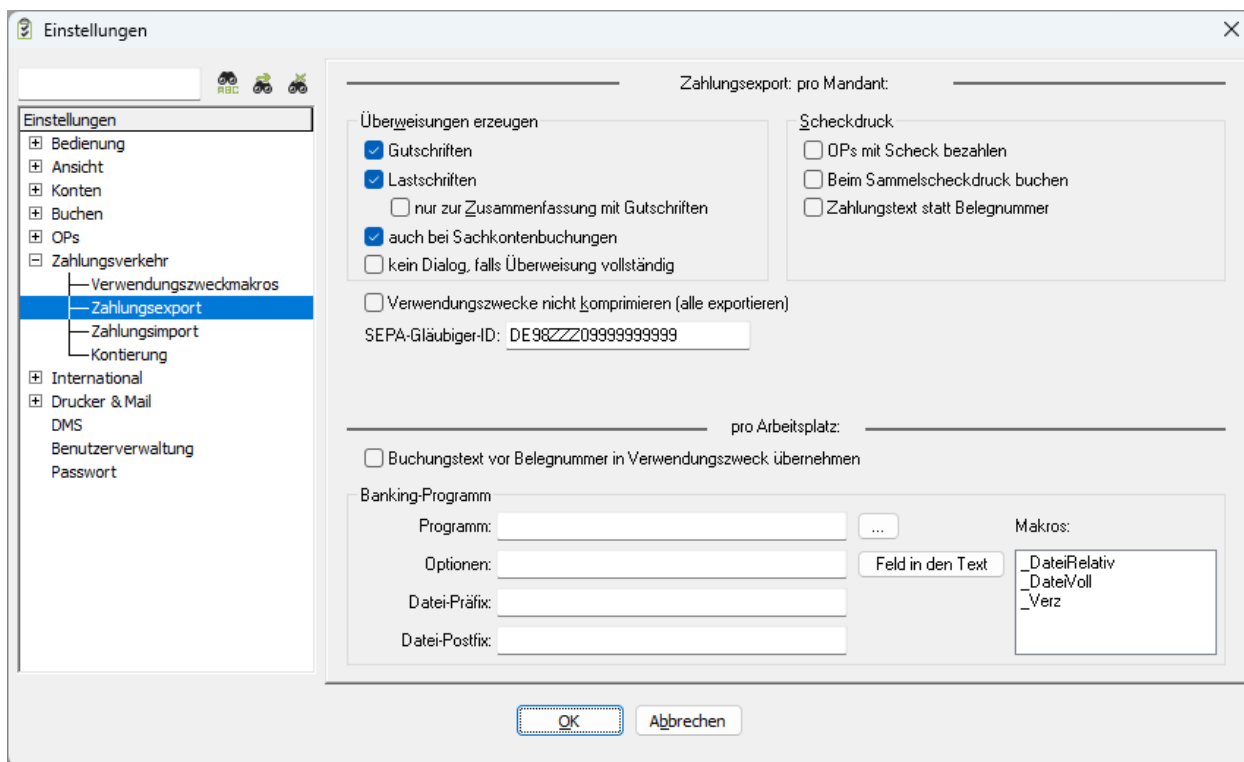 Einstellungen
ABC
Einstellungen
Bedienung
Ansicht
Konten
Buchen
OPs
Zahlungsverkehr
Verwendungszweckmakros
Zahlungsexport
Zahlungsimport
Kontierung
International
Drucker & Mail
DMS
Benutzerverwaltung
Passwort
Zahlungsexport: pro Mandant:
Überweisungen erzeugen
Gutschriften
Lastschriften
nur zur Zusammenfassung mit Gutschriften
auch bei Sachkontenbuchungen
kein Dialog, falls Überweisung vollständig
Scheckdruck
OPs mit Scheck bezahlen
Beim Sammelscheckdruck buchen
Zahlungstext statt Belegnummer
Verwendungszwecke nicht komprimieren (alle exportieren)
SEPA-Gläubiger-ID: DE98ZZZ09999999999
pro Arbeitsplatz:
Buchungstext vor Belegnummer in Verwendungszweck übernehmen
Banking-Programm
Programm: ...
Optionen: Feld in den Text
Datei-Präfix:
Datei-Postfix:
Makros:
_DateiRelativ
_DateiVoll
_Verz
OK Abbrechen